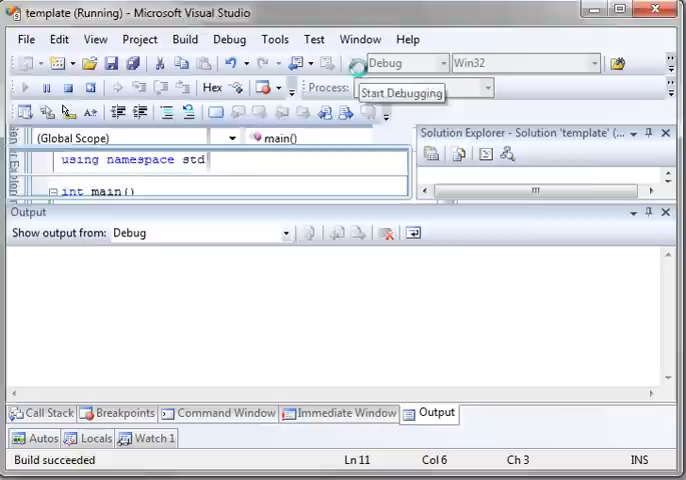 template (Running) - Microsoft Visual Studio
File Edit View Project Build Debug Tools Test Window Help
Debug Win32
Hex Process:
Start Debugging
(Global Scope) main()
Solution Explorer - Solution 'template' (...
using namespace std
int main()
Output
Show output from: Debug
Call Stack Breakpoints Command Window Immediate Window Output
Autos Locals Watch 1
Build succeeded Ln 11 Col 6 Ch 3 INS